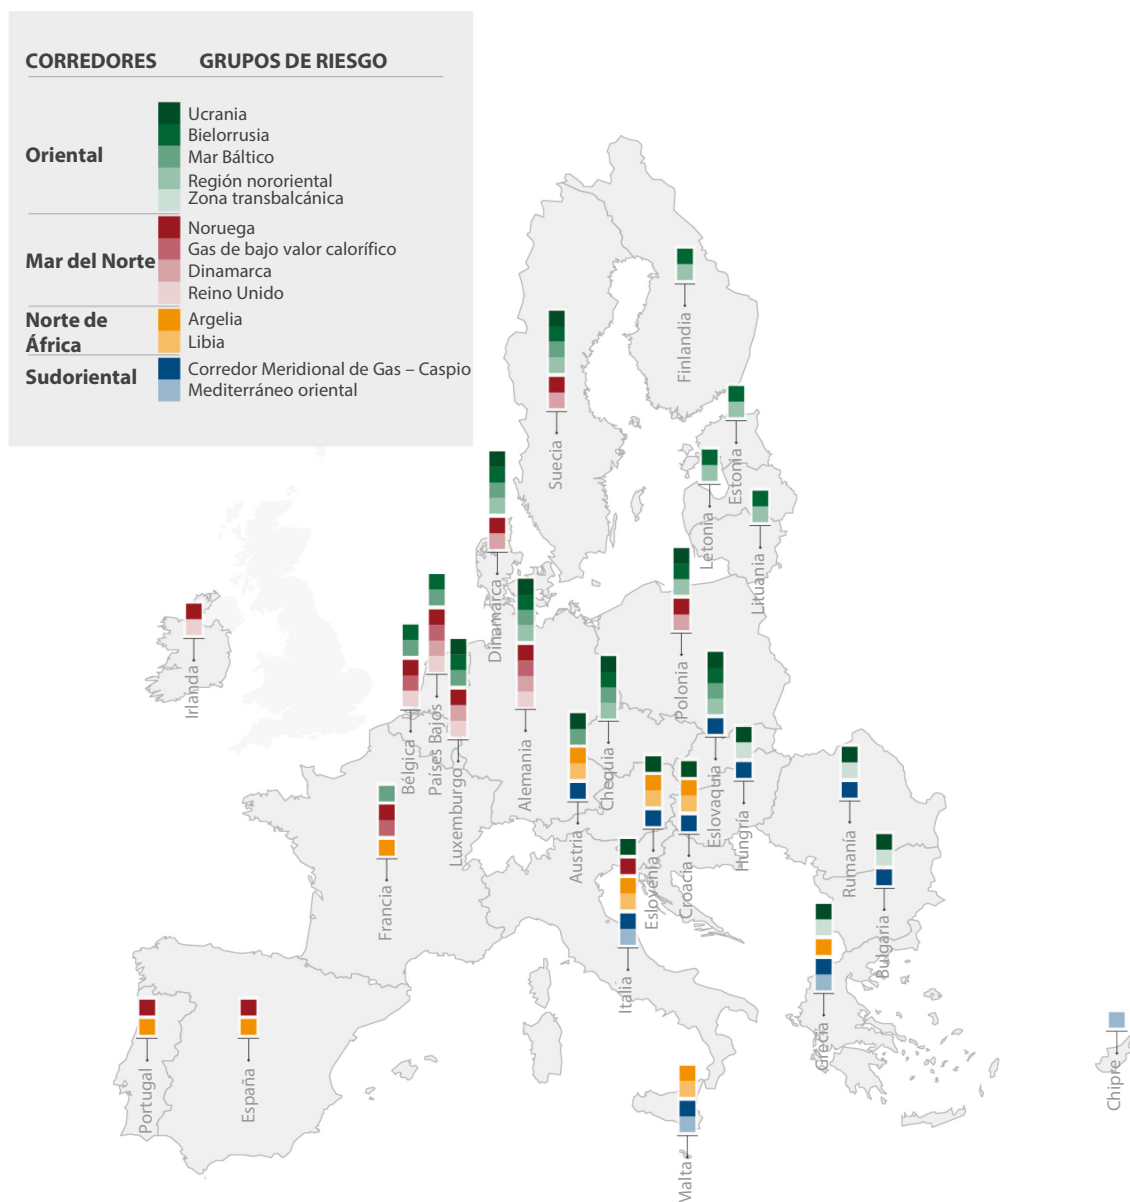 CORREDORES GRUPOS DE RIESGO
Oriental
Ucrania
Bielorrusia
Mar Báltico
Región nororiental
Zona transbalcánica
Mar del Norte
Noruega
Gas de bajo valor calorífico
Dinamarca
Reino Unido
Norte de
África
Argelia
Libia
Sudoriental
Corredor Meridional de Gas – Caspio
Mediterráneo oriental
Finlandia
Suecia
Estonia
Letonia
Lituania
Dinamarca
Irlanda
Países Bajos
Bélgica
Luxemburgo
Alemania
Polonia
Chequia
Eslovaquia
Austria
Eslovenia
Croacia
Hungría
Rumanía
Francia
Bulgaria
Italia
Grecia
Portugal
España
Malta
Chipre